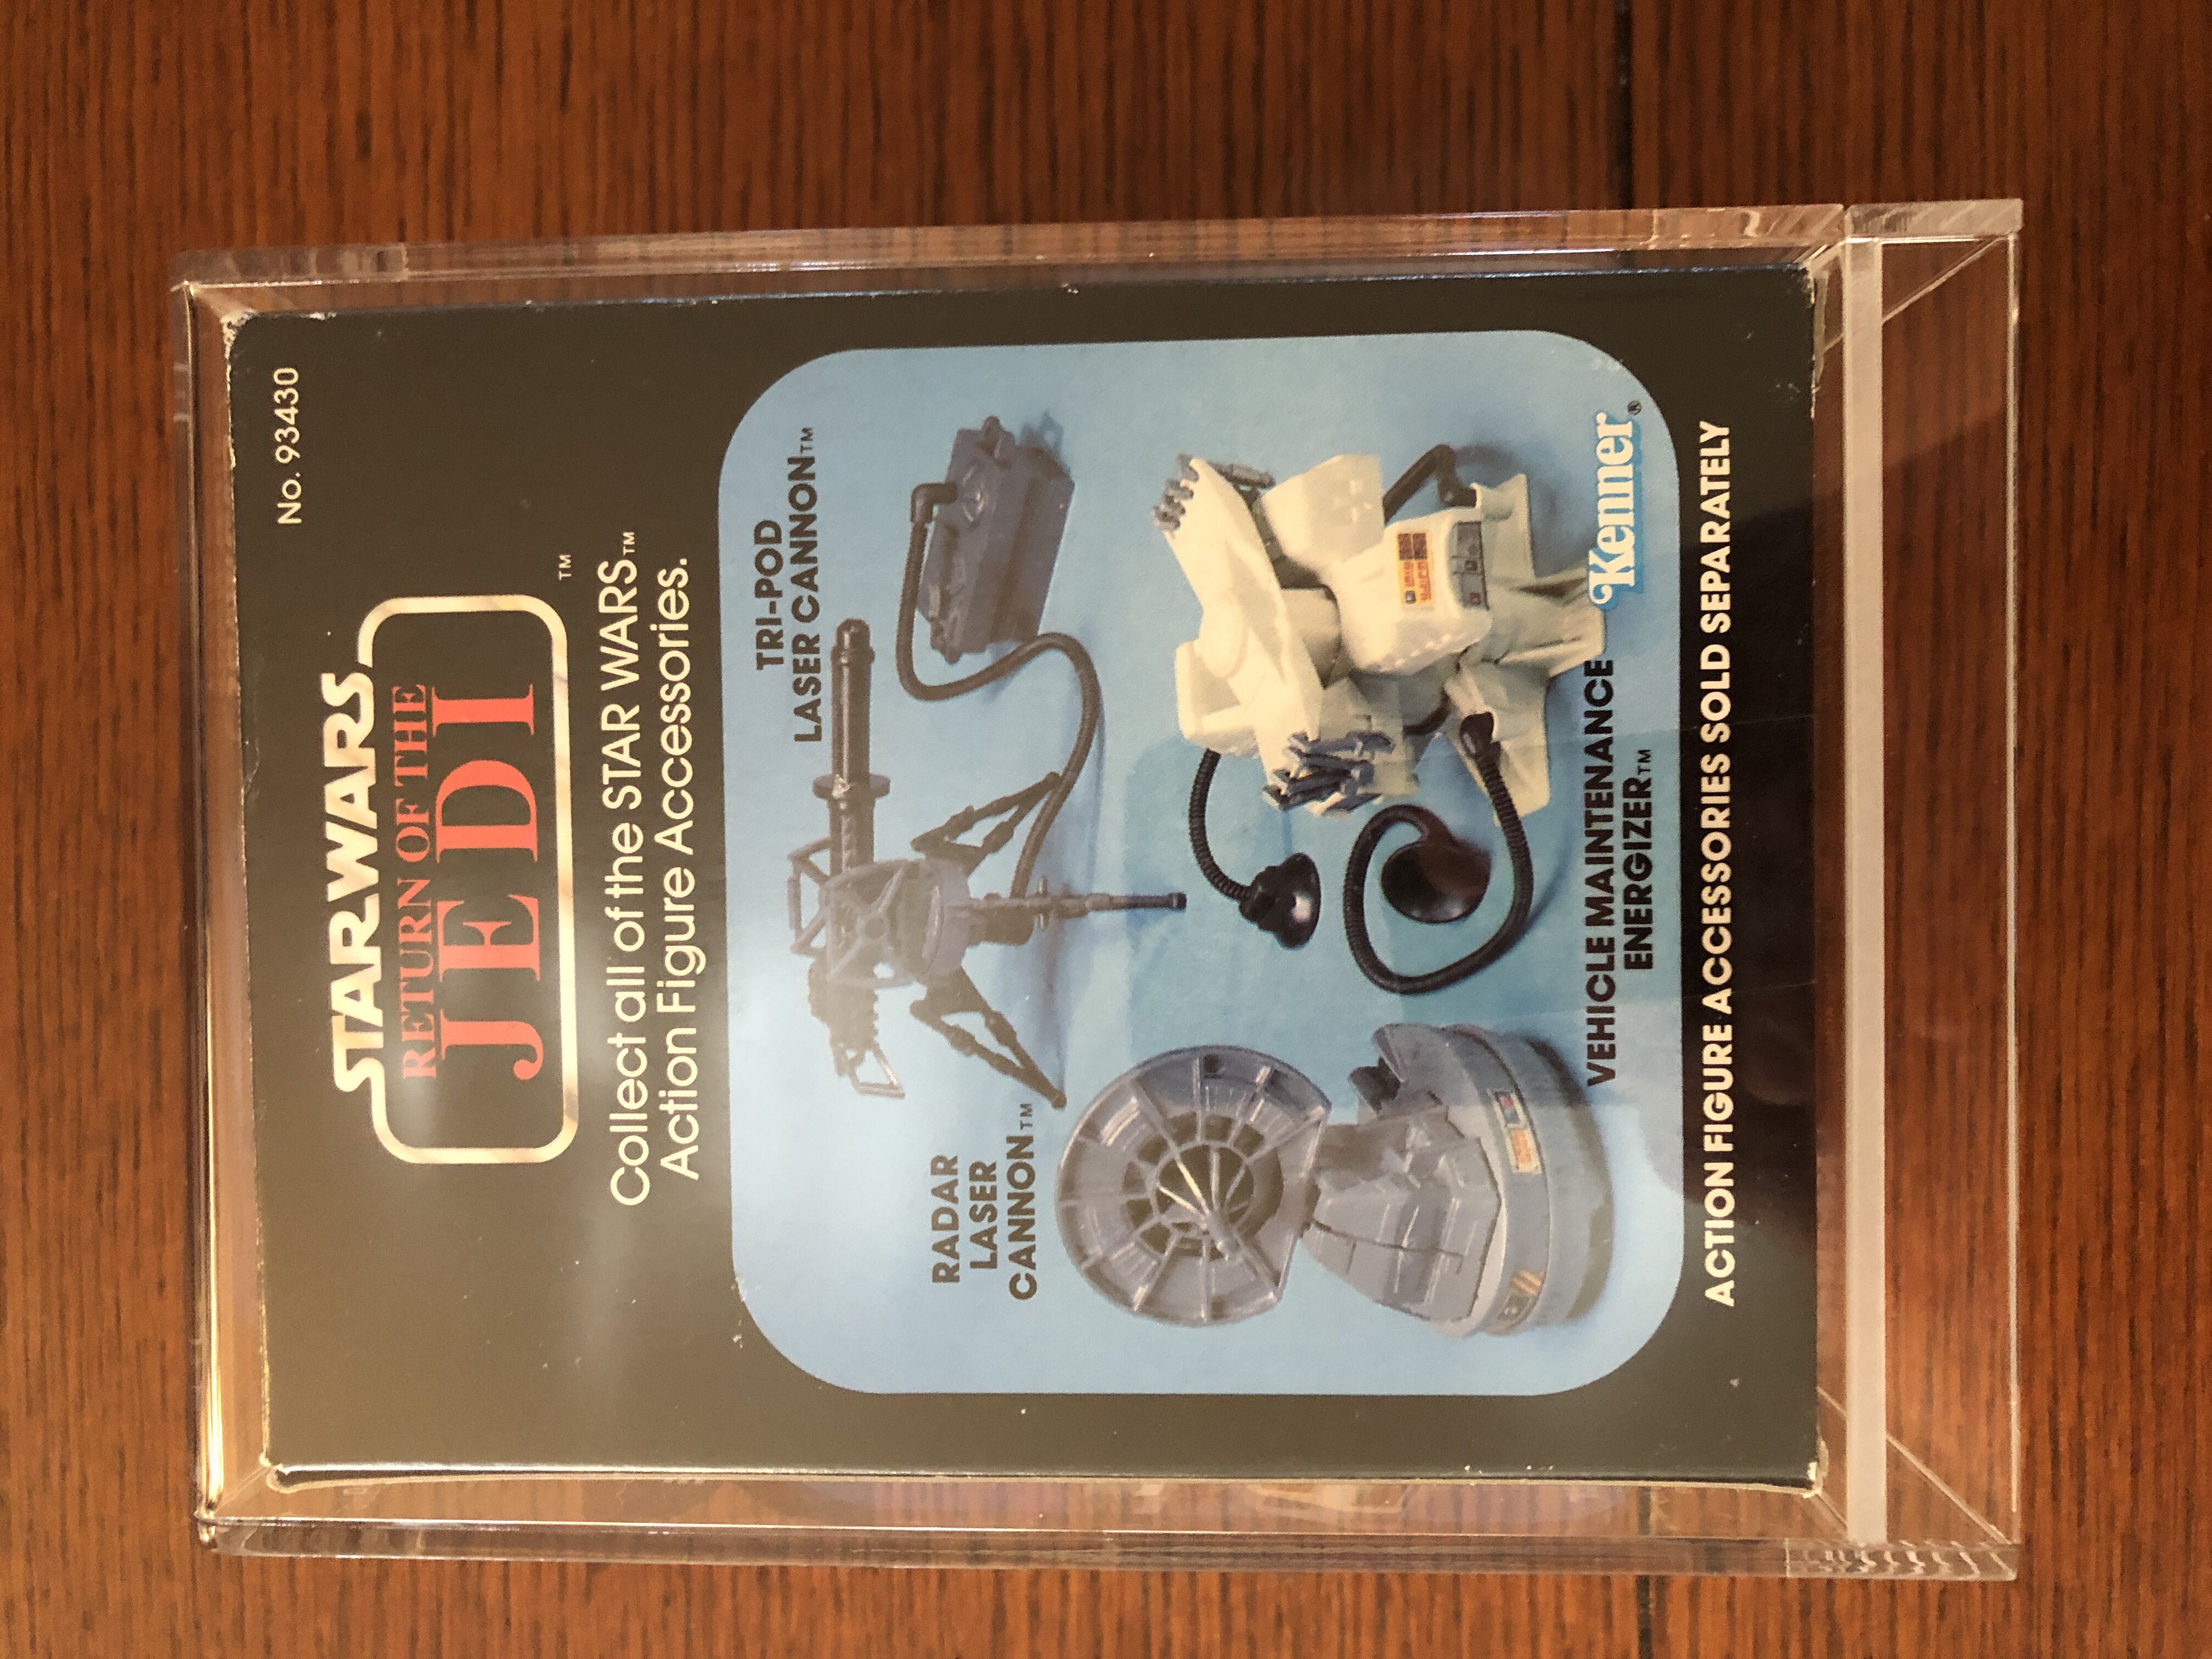 No. 93430
STAR WARS
RETURN OF THE
JEDI
TM
Collect all of the STAR WARS™
Action Figure Accessories.
TRI-POD
LASER CANNON™
RADAR
LASER
CANNON™
VEHICLE MAINTENANCE
ENERGIZER™
Kenner®
ACTION FIGURE ACCESSORIES SOLD SEPARATELY